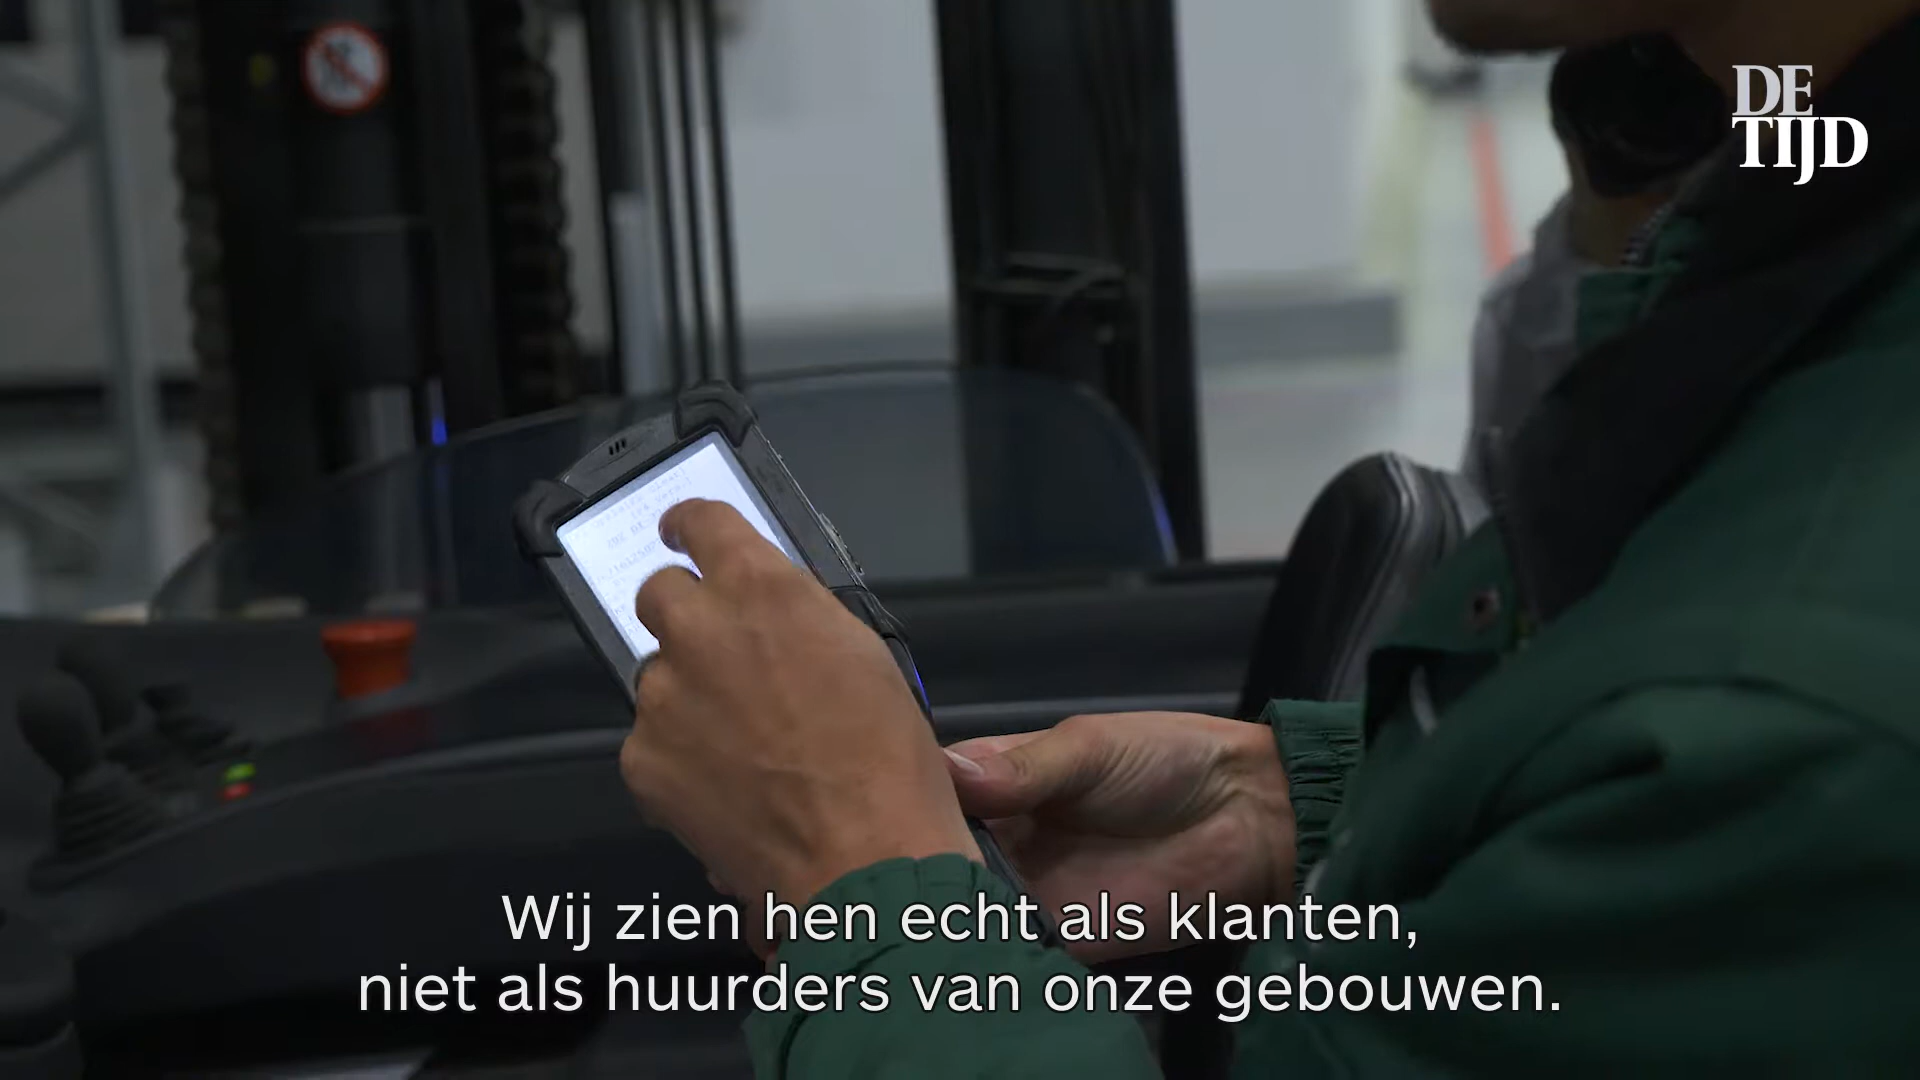 DE
TIJD
Wij zien hen echt als klanten,
niet als huurders van onze gebouwen.